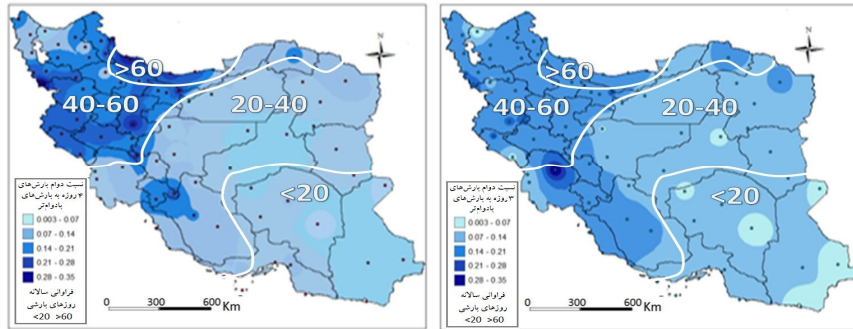 N
>60
40-60
20-40
<20
نسبت دوام بارش‌های
۴ روزه به بارش‌های
بادوام‌تر
0.003 - 0.07
0.07 - 0.14
0.14 - 0.21
0.21 - 0.28
0.28 - 0.35
فراوانی سالانه
روزهای بارشی
<20 >60
0 300 600
Km
N
>60
40-60
20-40
<20
نسبت دوام بارش‌های
۳ روزه به بارش‌های
بادوام‌تر
0.003 - 0.07
0.07 - 0.14
0.14 - 0.21
0.21 - 0.28
0.28 - 0.35
فراوانی سالانه
روزهای بارشی
<20 >60
0 300 600
Km